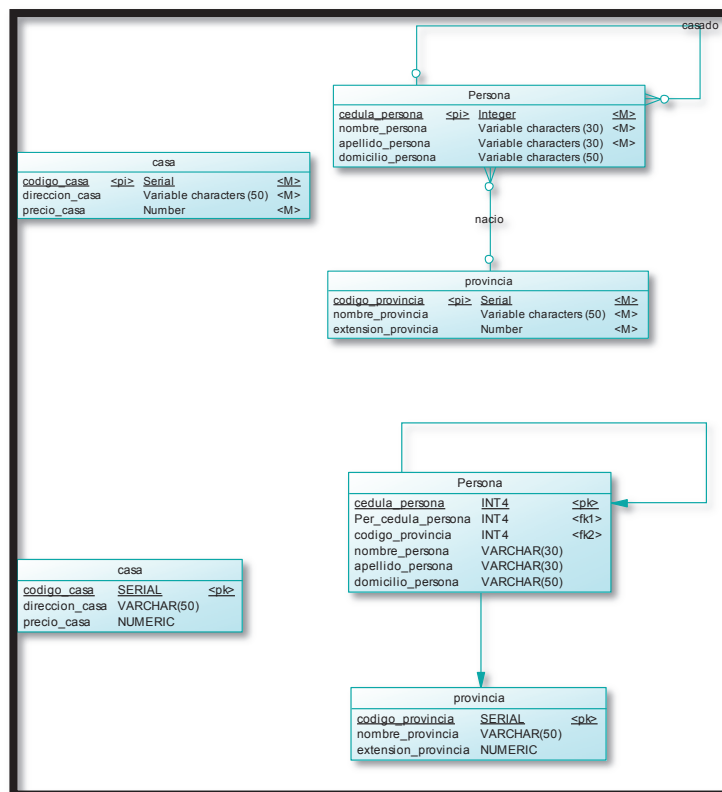 casado
Persona
cedula_persona <pi> Integer <M>
nombre_persona Variable characters (30) <M>
apellido_persona Variable characters (30) <M>
domicilio_persona Variable characters (50)
casa
codigo_casa <pi> Serial <M>
direccion_casa Variable characters (50) <M>
precio_casa Number <M>
nacio
provincia
codigo_provincia <pi> Serial <M>
nombre_provincia Variable characters (50) <M>
extension_provincia Number <M>
Persona
cedula_persona INT4 <pk>
Per_cedula_persona INT4 <fk1>
codigo_provincia INT4 <fk2>
nombre_persona VARCHAR(30)
apellido_persona VARCHAR(30)
domicilio_persona VARCHAR(50)
casa
codigo_casa SERIAL <pk>
direccion_casa VARCHAR(50)
precio_casa NUMERIC
provincia
codigo_provincia SERIAL <pk>
nombre_provincia VARCHAR(50)
extension_provincia NUMERIC